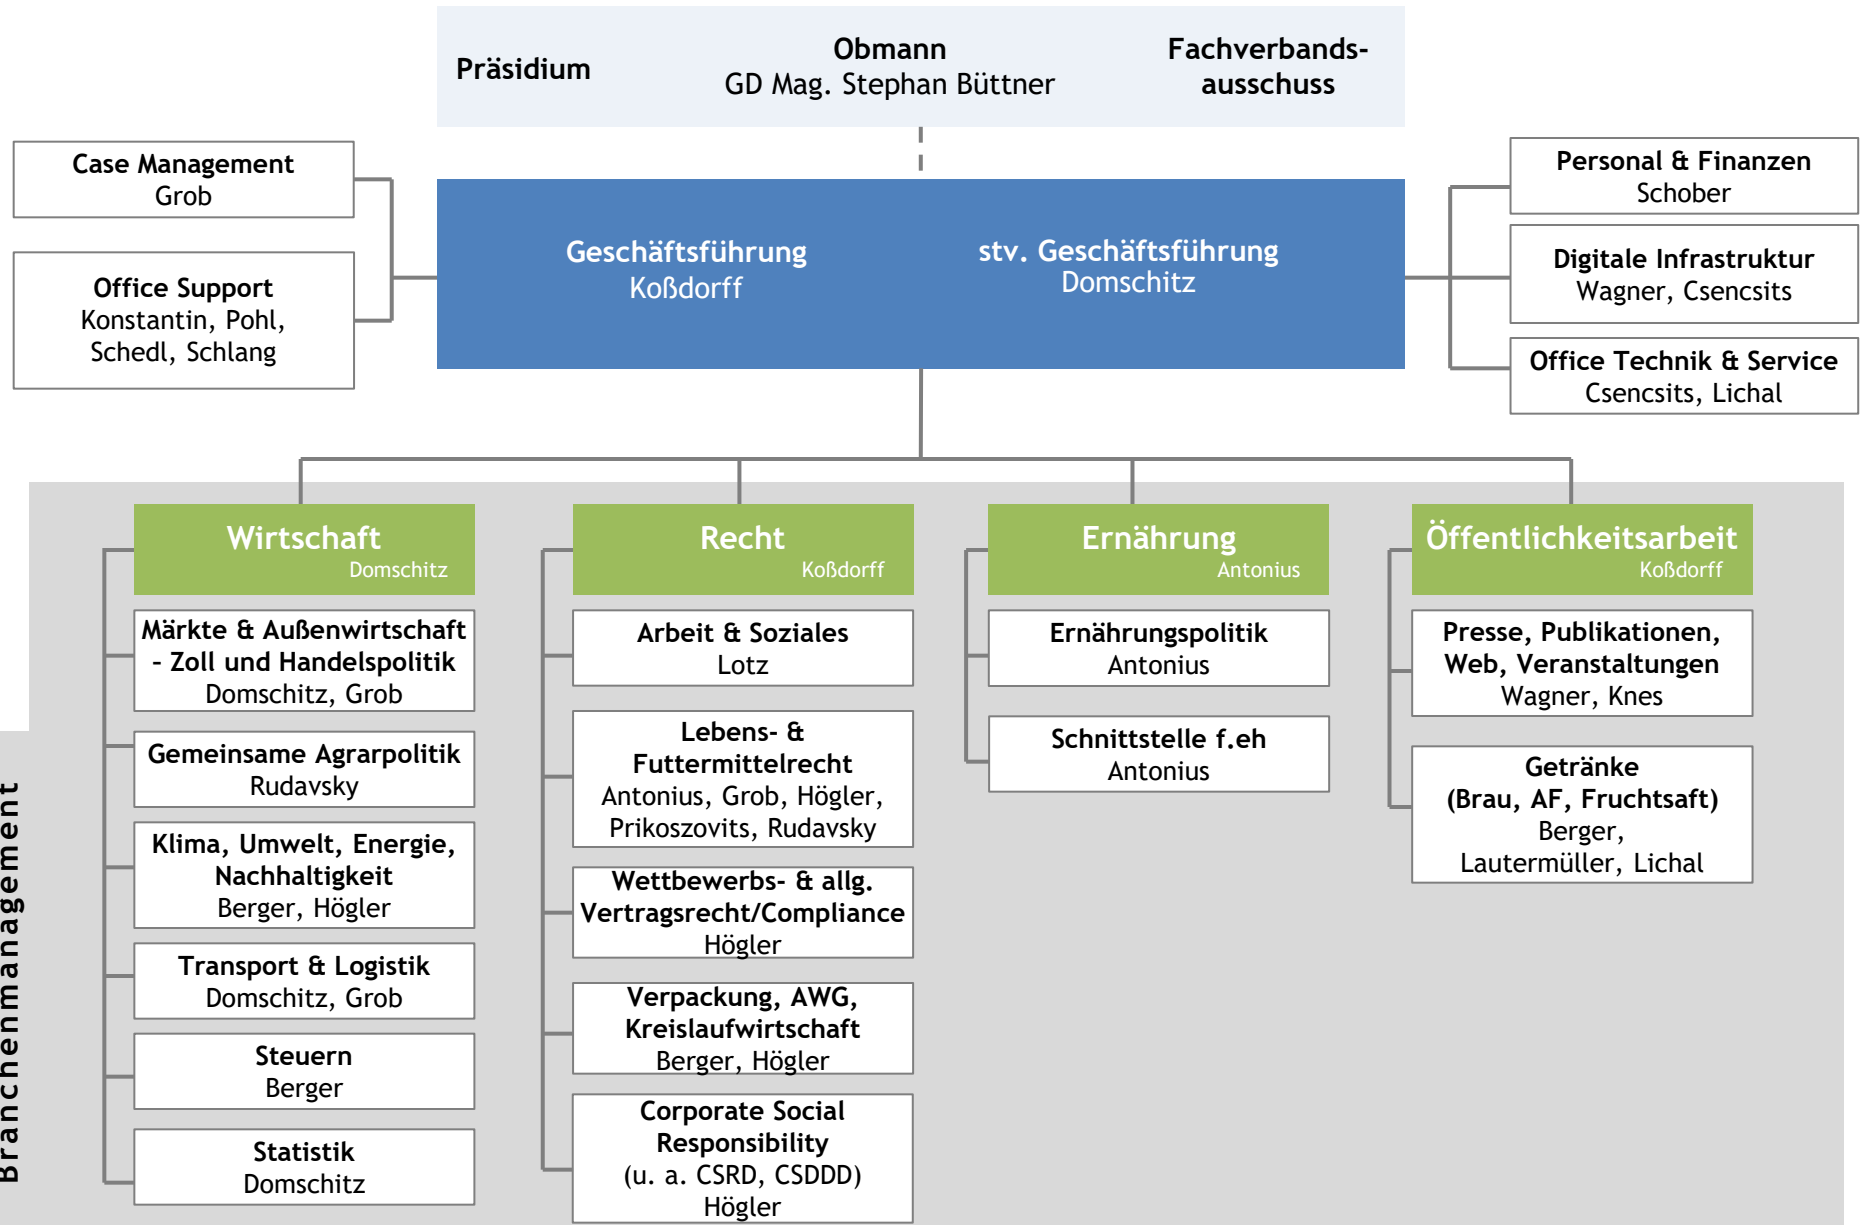 Präsidium
Obmann
GD Mag. Stephan Büttner
Fachverbands-
ausschuss
Case Management
Grob
Office Support
Konstantin, Pohl,
Schedl, Schlang
Geschäftsführung
Koßdorff
stv. Geschäftsführung
Domschitz
Personal & Finanzen
Schober
Digitale Infrastruktur
Wagner, Csencsits
Office Technik & Service
Csencsits, Lichal
Branchenmanagement
Wirtschaft
Domschitz
Märkte & Außenwirtschaft
– Zoll und Handelspolitik
Domschitz, Grob
Gemeinsame Agrarpolitik
Rudavsky
Klima, Umwelt, Energie,
Nachhaltigkeit
Berger, Högler
Transport & Logistik
Domschitz, Grob
Steuern
Berger
Statistik
Domschitz
Recht
Koßdorff
Arbeit & Soziales
Lotz
Lebens- &
Futtermittelrecht
Antonius, Grob, Högler,
Prikoszovits, Rudavsky
Wettbewerbs- & allg.
Vertragsrecht/Compliance
Högler
Verpackung, AWG,
Kreislaufwirtschaft
Berger, Högler
Corporate Social
Responsibility
(u. a. CSRD, CSDDD)
Högler
Ernährung
Antonius
Ernährungspolitik
Antonius
Schnittstelle f.eh
Antonius
Öffentlichkeitsarbeit
Koßdorff
Presse, Publikationen,
Web, Veranstaltungen
Wagner, Knes
Getränke
(Brau, AF, Fruchtsaft)
Berger,
Lautermüller, Lichal